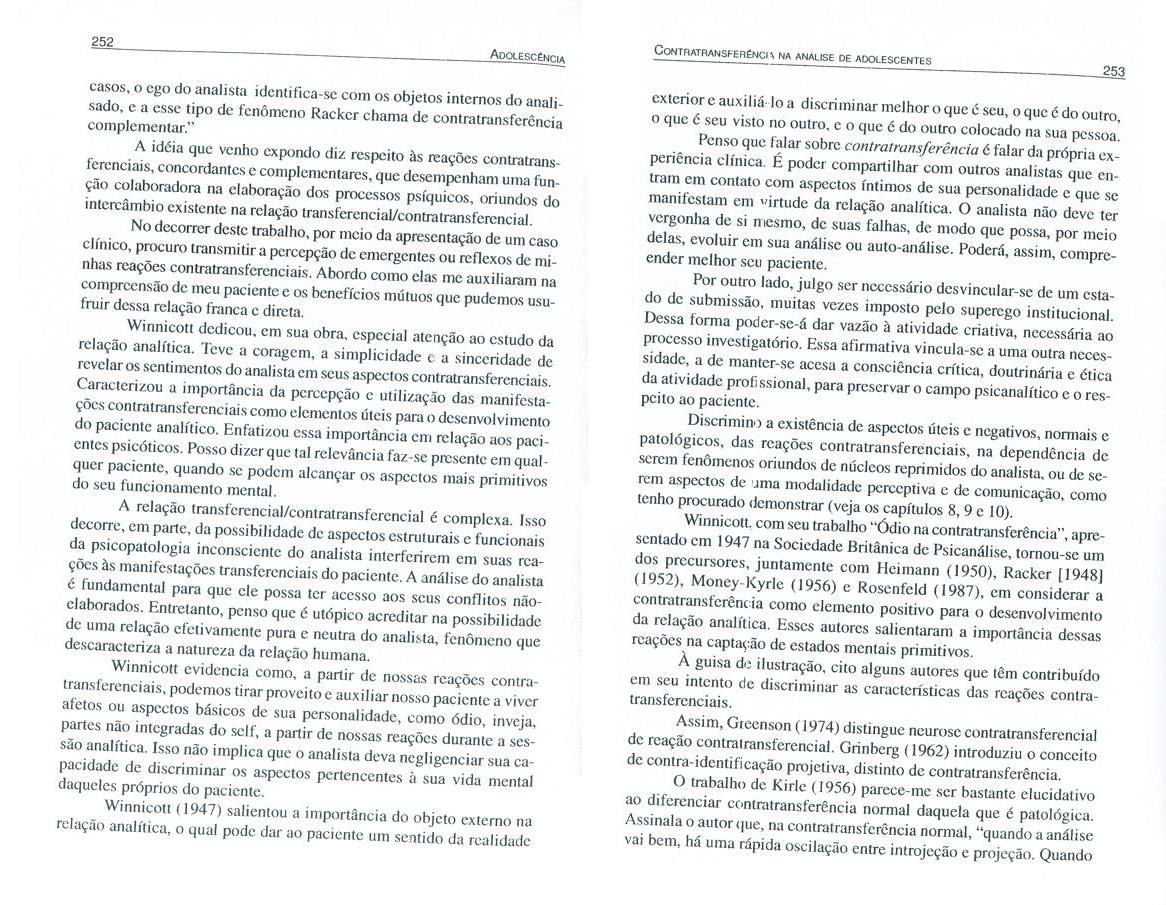 252
ADOLESCÊNCIA
casos, o ego do analista identifica-se com os objetos internos do anali-
sado, e a esse tipo de fenômeno Racker chama de contratransferência
complementar.”
A idéia que venho expondo diz respeito às reações contratrans-
ferenciais, concordantes e complementares, que desempenham uma fun-
ção colaboradora na elaboração dos processos psíquicos, oriundos do
intercâmbio existente na relação transferencial/contratransferencial.
No decorrer deste trabalho, por meio da apresentação de um caso
clínico, procuro transmitir a percepção de emergentes ou reflexos de mi-
nhas reações contratransferenciais. Abordo como elas me auxiliaram na
compreensão de meu paciente e os benefícios mútuos que pudemos usu-
fruir dessa relação franca e direta.
Winnicott dedicou, em sua obra, especial atenção ao estudo da
relação analítica. Teve a coragem, a simplicidade e a sinceridade de
revelar os sentimentos do analista em seus aspectos contratransferenciais.
Caracterizou a importância da percepção e utilização das manifesta-
ções contratransferenciais como elementos úteis para o desenvolvimento
do paciente analítico. Enfatizou essa importância em relação aos paci-
entes psicóticos. Posso dizer que tal relevância faz-se presente em qual-
quer paciente, quando se podem alcançar os aspectos mais primitivos
do seu funcionamento mental.
A relação transferencial/contratransferencial é complexa. Isso
decorre, em parte, da possibilidade de aspectos estruturais e funcionais
da psicopatologia inconsciente do analista interferirem em suas rea-
ções às manifestações transferenciais do paciente. A análise do analista
é fundamental para que ele possa ter acesso aos seus conflitos não-
elaborados. Entretanto, penso que é utópico acreditar na possibilidade
de uma relação efetivamente pura e neutra do analista, fenômeno que
descaracteriza a natureza da relação humana.
Winnicott evidencia como, a partir de nossas reações contra-
transferenciais, podemos tirar proveito e auxiliar nosso paciente a viver
afetos ou aspectos básicos de sua personalidade, como ódio, inveja,
partes não integradas do self, a partir de nossas reações durante a ses-
são analítica. Isso não implica que o analista deva negligenciar sua ca-
pacidade de discriminar os aspectos pertencentes à sua vida mental
daqueles próprios do paciente.
Winnicott (1947) salientou a importância do objeto externo na
relação analítica, o qual pode dar ao paciente um sentido da realidade
CONTRATRANSFERÊNCIA NA ANÁLISE DE ADOLESCENTES
253
exterior e auxiliá-lo a discriminar melhor o que é seu, o que é do outro,
o que é seu visto no outro, e o que é do outro colocado na sua pessoa.
Penso que falar sobre contratransferência é falar da própria ex-
periência clínica. É poder compartilhar com outros analistas que en-
tram em contato com aspectos íntimos de sua personalidade e que se
manifestam em virtude da relação analítica. O analista não deve ter
vergonha de si mesmo, de suas falhas, de modo que possa, por meio
delas, evoluir em sua análise ou auto-análise. Poderá, assim, compre-
ender melhor seu paciente.
Por outro lado, julgo ser necessário desvincular-se de um esta-
do de submissão, muitas vezes imposto pelo superego institucional.
Dessa forma poder-se-á dar vazão à atividade criativa, necessária ao
processo investigatório. Essa afirmativa vincula-se a uma outra neces-
sidade, a de manter-se acesa a consciência crítica, doutrinária e ética
da atividade profissional, para preservar o campo psicanalítico e o res-
peito ao paciente.
Discrimino a existência de aspectos úteis e negativos, normais e
patológicos, das reações contratransferenciais, na dependência de
serem fenômenos oriundos de núcleos reprimidos do analista, ou de se-
rem aspectos de uma modalidade perceptiva e de comunicação, como
tenho procurado demonstrar (veja os capítulos 8, 9 e 10).
Winnicott, com seu trabalho “Ódio na contratransferência”, apre-
sentado em 1947 na Sociedade Britânica de Psicanálise, tornou-se um
dos precursores, juntamente com Heimann (1950), Racker [1948]
(1952), Money-Kyrle (1956) e Rosenfeld (1987), em considerar a
contratransferência como elemento positivo para o desenvolvimento
da relação analítica. Esses autores salientaram a importância dessas
reações na captação de estados mentais primitivos.
À guisa de ilustração, cito alguns autores que têm contribuído
em seu intento de discriminar as características das reações contra-
transferenciais.
Assim, Greenson (1974) distingue neurose contratransferencial
de reação contratransferencial. Grinberg (1962) introduziu o conceito
de contra-identificação projetiva, distinto de contratransferência.
O trabalho de Kirle (1956) parece-me ser bastante elucidativo
ao diferenciar contratransferência normal daquela que é patológica.
Assinala o autor que, na contratransferência normal, “quando a análise
vai bem, há uma rápida oscilação entre introjeção e projeção. Quando